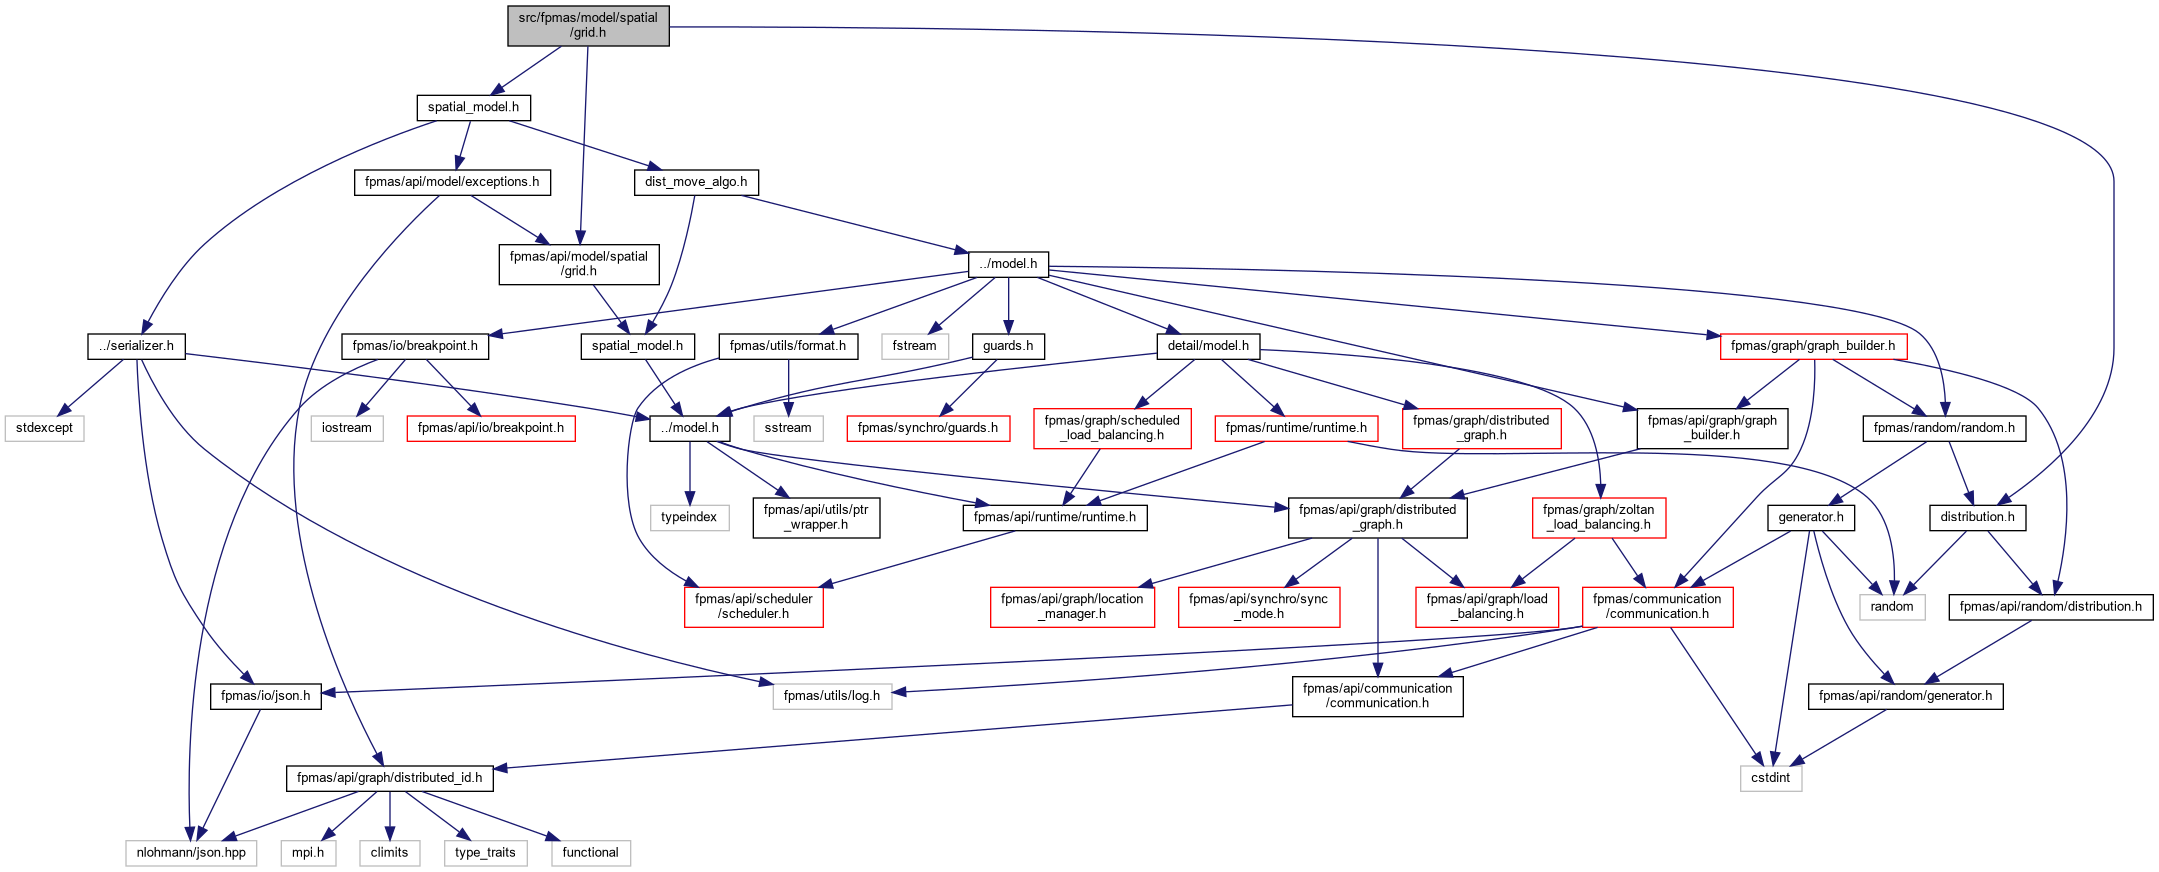 src/fpmas/model/spatial
/grid.h
spatial_model.h
fpmas/api/model/exceptions.h
dist_move_algo.h
fpmas/api/model/spatial
/grid.h
../model.h
../serializer.h
fpmas/io/breakpoint.h
spatial_model.h
fpmas/utils/format.h
fstream
guards.h
detail/model.h
fpmas/graph/graph_builder.h
stdexcept
iostream
fpmas/api/io/breakpoint.h
../model.h
sstream
fpmas/synchro/guards.h
fpmas/graph/scheduled
_load_balancing.h
fpmas/runtime/runtime.h
fpmas/graph/distributed
_graph.h
fpmas/api/graph/graph
_builder.h
fpmas/random/random.h
typeindex
fpmas/api/utils/ptr
_wrapper.h
fpmas/api/runtime/runtime.h
fpmas/api/graph/distributed
_graph.h
fpmas/graph/zoltan
_load_balancing.h
generator.h
distribution.h
fpmas/api/scheduler
/scheduler.h
fpmas/api/graph/location
_manager.h
fpmas/api/synchro/sync
_mode.h
fpmas/api/graph/load
_balancing.h
fpmas/communication
/communication.h
random
fpmas/api/random/distribution.h
fpmas/io/json.h
fpmas/utils/log.h
fpmas/api/communication
/communication.h
fpmas/api/random/generator.h
fpmas/api/graph/distributed_id.h
cstdint
nlohmann/json.hpp
mpi.h
climits
type_traits
functional